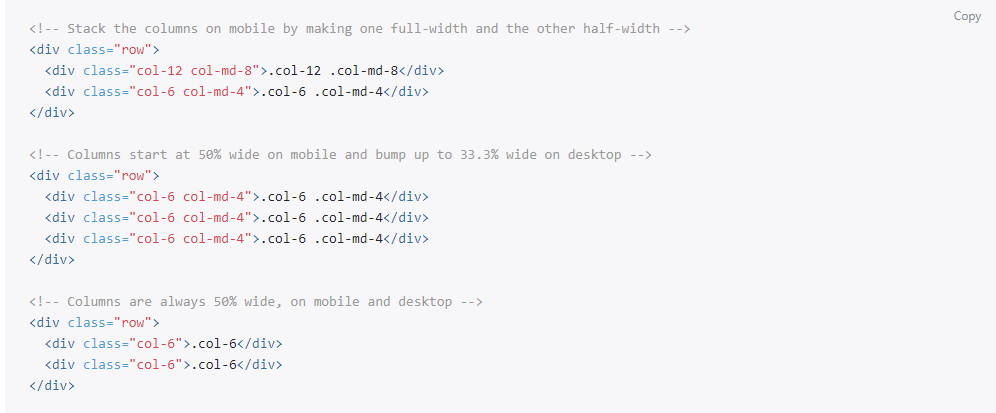 Copy
<!-- Stack the columns on mobile by making one full-width and the other half-width -->
<div class="row">
  <div class="col-12 col-md-8">.col-12 .col-md-8</div>
  <div class="col-6 col-md-4">.col-6 .col-md-4</div>
</div>

<!-- Columns start at 50% wide on mobile and bump up to 33.3% wide on desktop -->
<div class="row">
  <div class="col-6 col-md-4">.col-6 .col-md-4</div>
  <div class="col-6 col-md-4">.col-6 .col-md-4</div>
  <div class="col-6 col-md-4">.col-6 .col-md-4</div>
</div>

<!-- Columns are always 50% wide, on mobile and desktop -->
<div class="row">
  <div class="col-6">.col-6</div>
  <div class="col-6">.col-6</div>
</div>